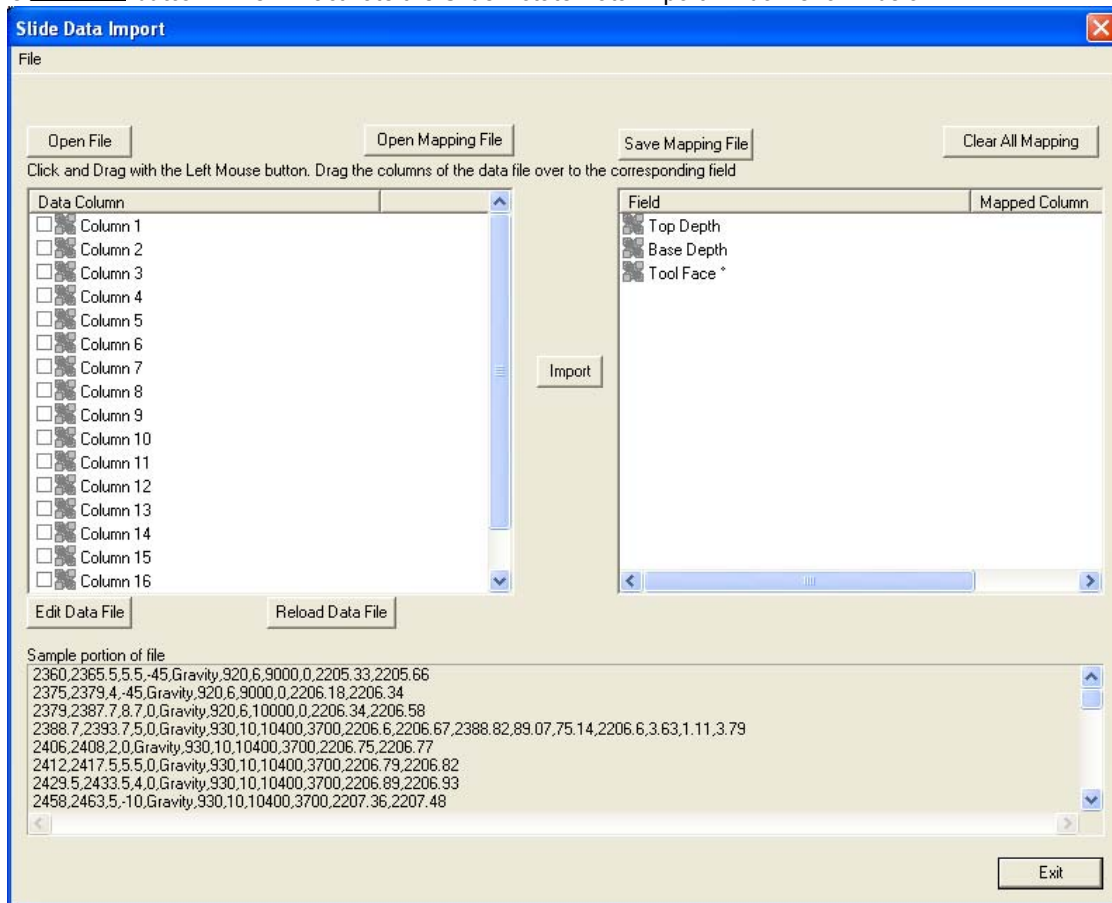 Slide Data Import
File
Open File
Open Mapping File
Save Mapping File
Clear All Mapping
Click and Drag with the Left Mouse button. Drag the columns of the data file over to the corresponding field
Data Column
Column 1
Column 2
Column 3
Column 4
Column 5
Column 6
Column 7
Column 8
Column 9
Column 10
Column 11
Column 12
Column 13
Column 14
Column 15
Column 16
Import
Field Mapped Column
Top Depth
Base Depth
Tool Face *
Edit Data File
Reload Data File
Sample portion of file
2360,2365.5,5.5,-45,Gravity,920,6,9000,0,2205.33,2205.66
2375,2379,4,-45,Gravity,920,6,9000,0,2206.18,2206.34
2379,2387.7,8.7,0,Gravity,920,6,10000,0,2206.34,2206.58
2388.7,2393.7,5,0,Gravity,930,10,10400,3700,2206.6,2206.67,2388.82,89.07,75.14,2206.6,3.63,1.11,3.79
2406,2408,2,0,Gravity,930,10,10400,3700,2206.75,2206.77
2412,2417.5,5.5,0,Gravity,930,10,10400,3700,2206.79,2206.82
2429.5,2433.5,4,0,Gravity,930,10,10400,3700,2206.89,2206.93
2458,2463,5,-10,Gravity,930,10,10400,3700,2207.36,2207.48
Exit